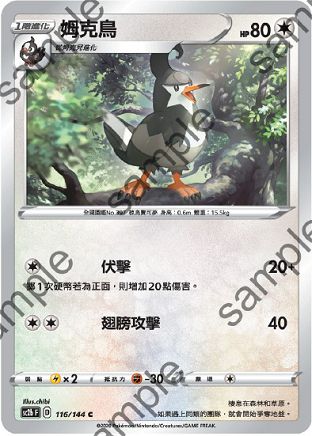 1階進化
姆克鳥
HP 80
從姆克兒進化
全國圖鑑No.397 椋鳥寶可夢 身高：0.6m 體重：15.5kg
伏擊 20+
擲1次硬幣若為正面，則增加20點傷害。
翅膀攻擊 40
弱點 ×2 抵抗力 -30 撤退
Illus.chibi
SC1b F D 116/144 C
棲息在森林和草原。
如果遇上同類的團隊，就會開始爭奪地盤。
©2020 Pokémon/Nintendo/Creatures/GAME FREAK.
sample
sample
sample
sample
sample
sample